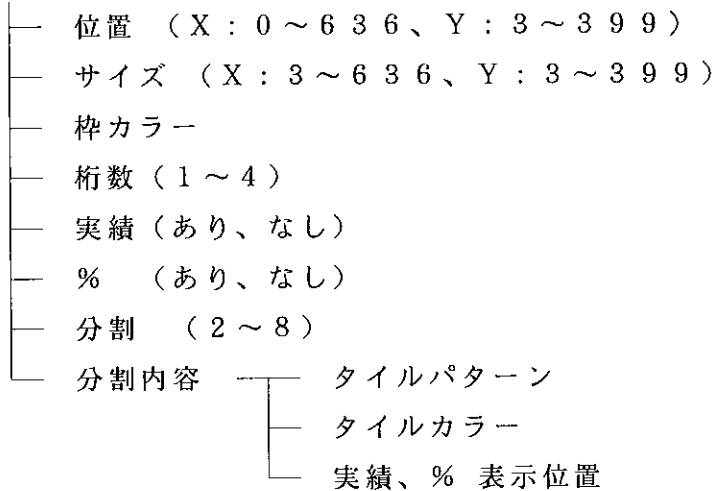 位置 (X:0～636、Y:3～399)
サイズ (X:3～636、Y:3～399)
枠カラー
桁数(1～4)
実績(あり、なし)
% (あり、なし)
分割 (2～8)
分割内容 タイルパターン
タイルカラー
実績、% 表示位置